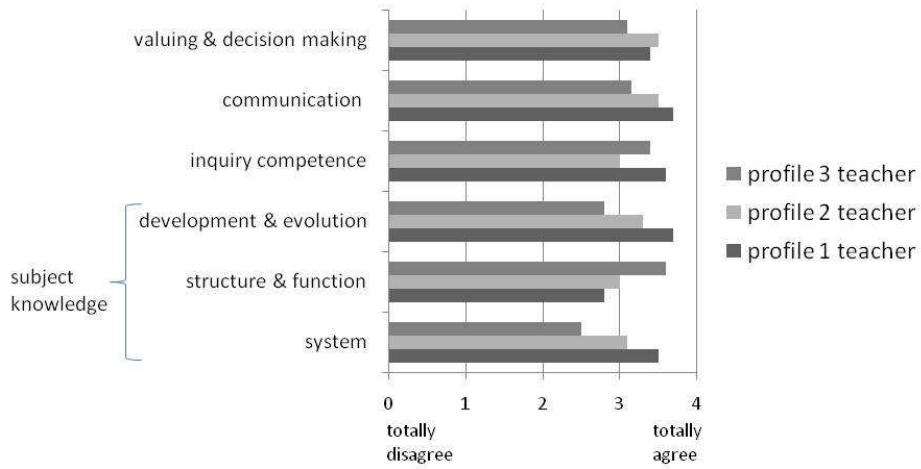 valuing & decision making
communication
inquiry competence
development & evolution
structure & function
system
subject
knowledge
profile 3 teacher
profile 2 teacher
profile 1 teacher
0 1 2 3 4
totally
disagree
totally
agree